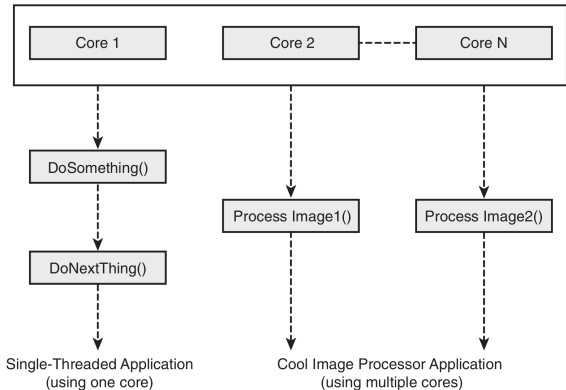 Core 1
Core 2
Core N
DoSomething()
Process Image1()
Process Image2()
DoNextThing()
Single-Threaded Application
(using one core)
Cool Image Processor Application
(using multiple cores)